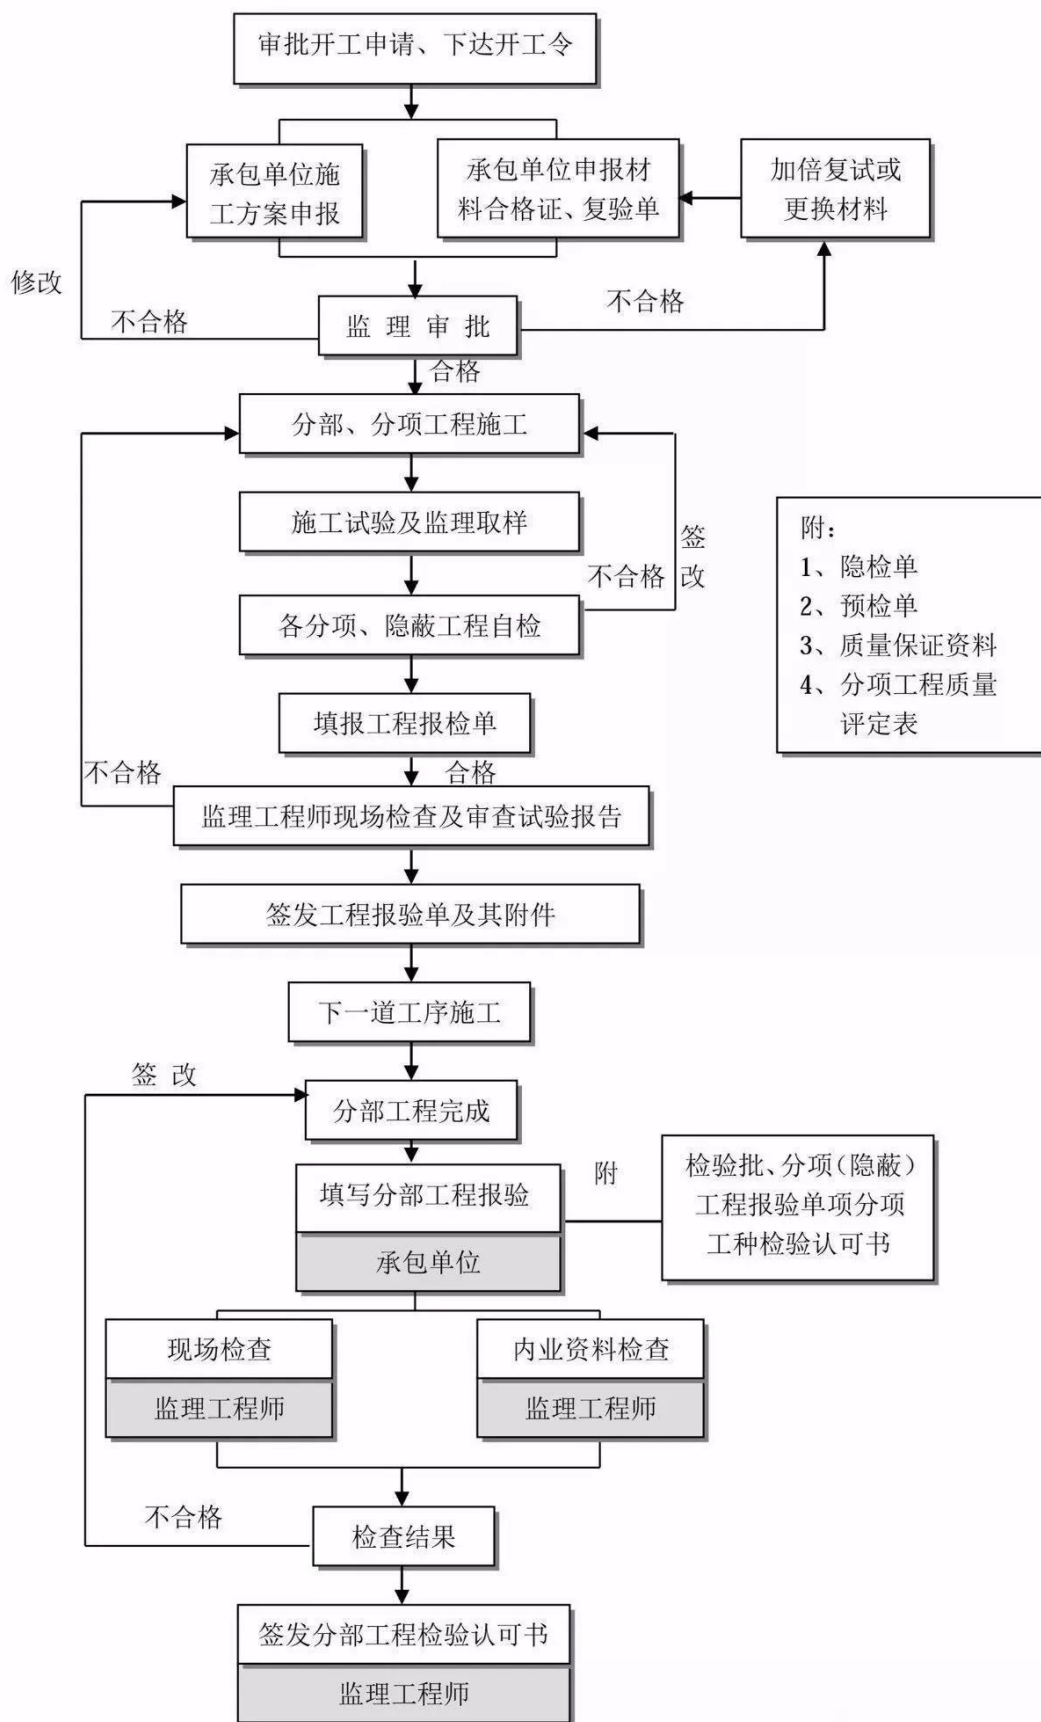 审批开工申请、下达开工令
承包单位施
工方案申报
承包单位申报材
料合格证、复验单
加倍复试或
更换材料
修改
不合格
监 理 审 批
不合格
合格
分部、分项工程施工
施工试验及监理取样
签
不合格 改
各分项、隐蔽工程自检
附：
1、隐检单
2、预检单
3、质量保证资料
4、分项工程质量
评定表
填报工程报检单
不合格
合格
监理工程师现场检查及审查试验报告
签发工程报验单及其附件
下一道工序施工
签 改
分部工程完成
填写分部工程报验
承包单位
附
检验批、分项（隐蔽）
工程报验单项分项
工种检验认可书
现场检查
监理工程师
内业资料检查
监理工程师
不合格
检查结果
签发分部工程检验认可书
监理工程师